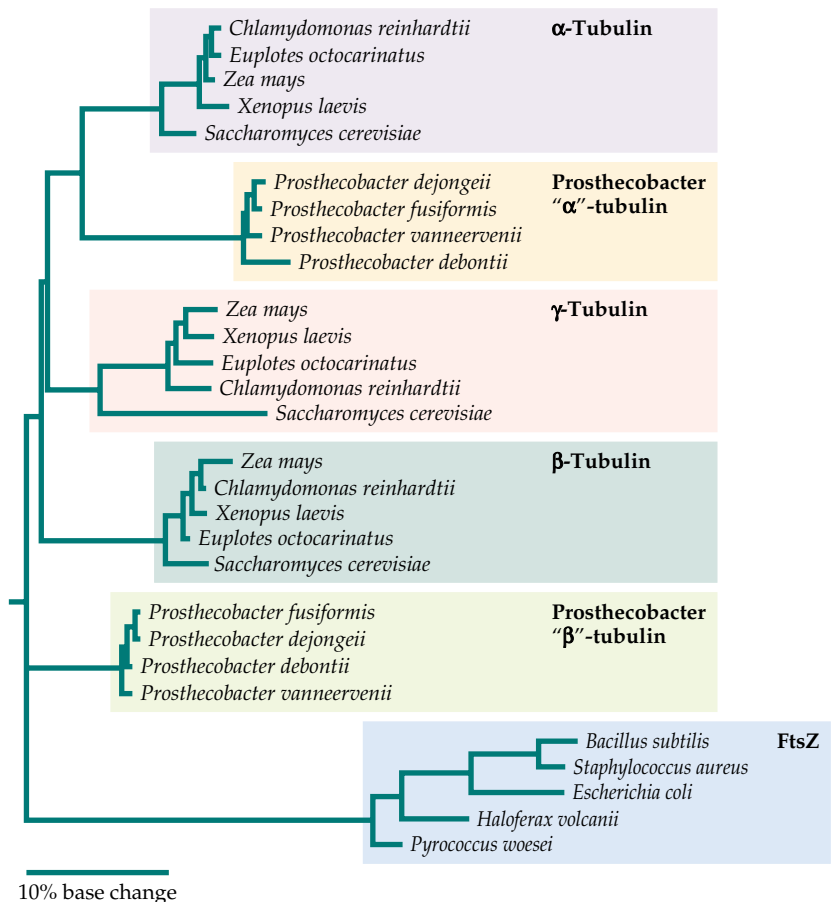 Chlamydomonas reinhardtii α-Tubulin
Euplotes octocarinatus
Zea mays
Xenopus laevis
Saccharomyces cerevisiae
Prosthecobacter dejongeii Prosthecobacter
Prosthecobacter fusiformis “α”-tubulin
Prosthecobacter vanneervenii
Prosthecobacter debontii
Zea mays γ-Tubulin
Xenopus laevis
Euplotes octocarinatus
Chlamydomonas reinhardtii
Saccharomyces cerevisiae
Zea mays β-Tubulin
Chlamydomonas reinhardtii
Xenopus laevis
Euplotes octocarinatus
Saccharomyces cerevisiae
Prosthecobacter fusiformis Prosthecobacter
Prosthecobacter dejongeii “β”-tubulin
Prosthecobacter debontii
Prosthecobacter vanneervenii
Bacillus subtilis FtsZ
Staphylococcus aureus
Escherichia coli
Haloferax volcanii
Pyrococcus woesei
10% base change